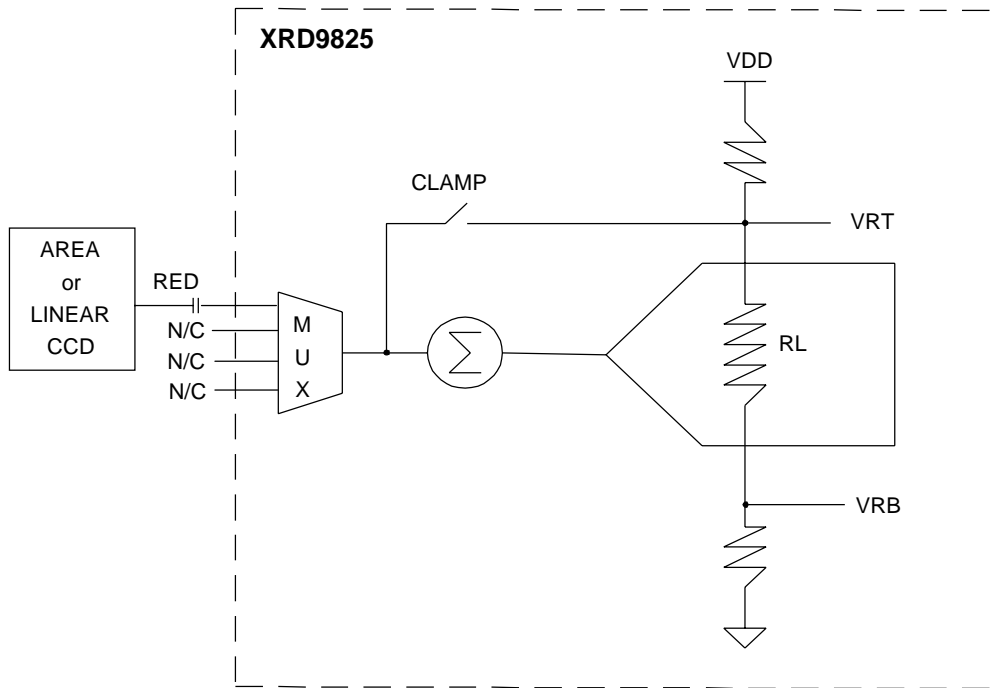 XRD9825
VDD
CLAMP
VRT
AREA
or
LINEAR
CCD
RED
N/C
N/C
N/C
M
U
X
Σ
RL
VRB